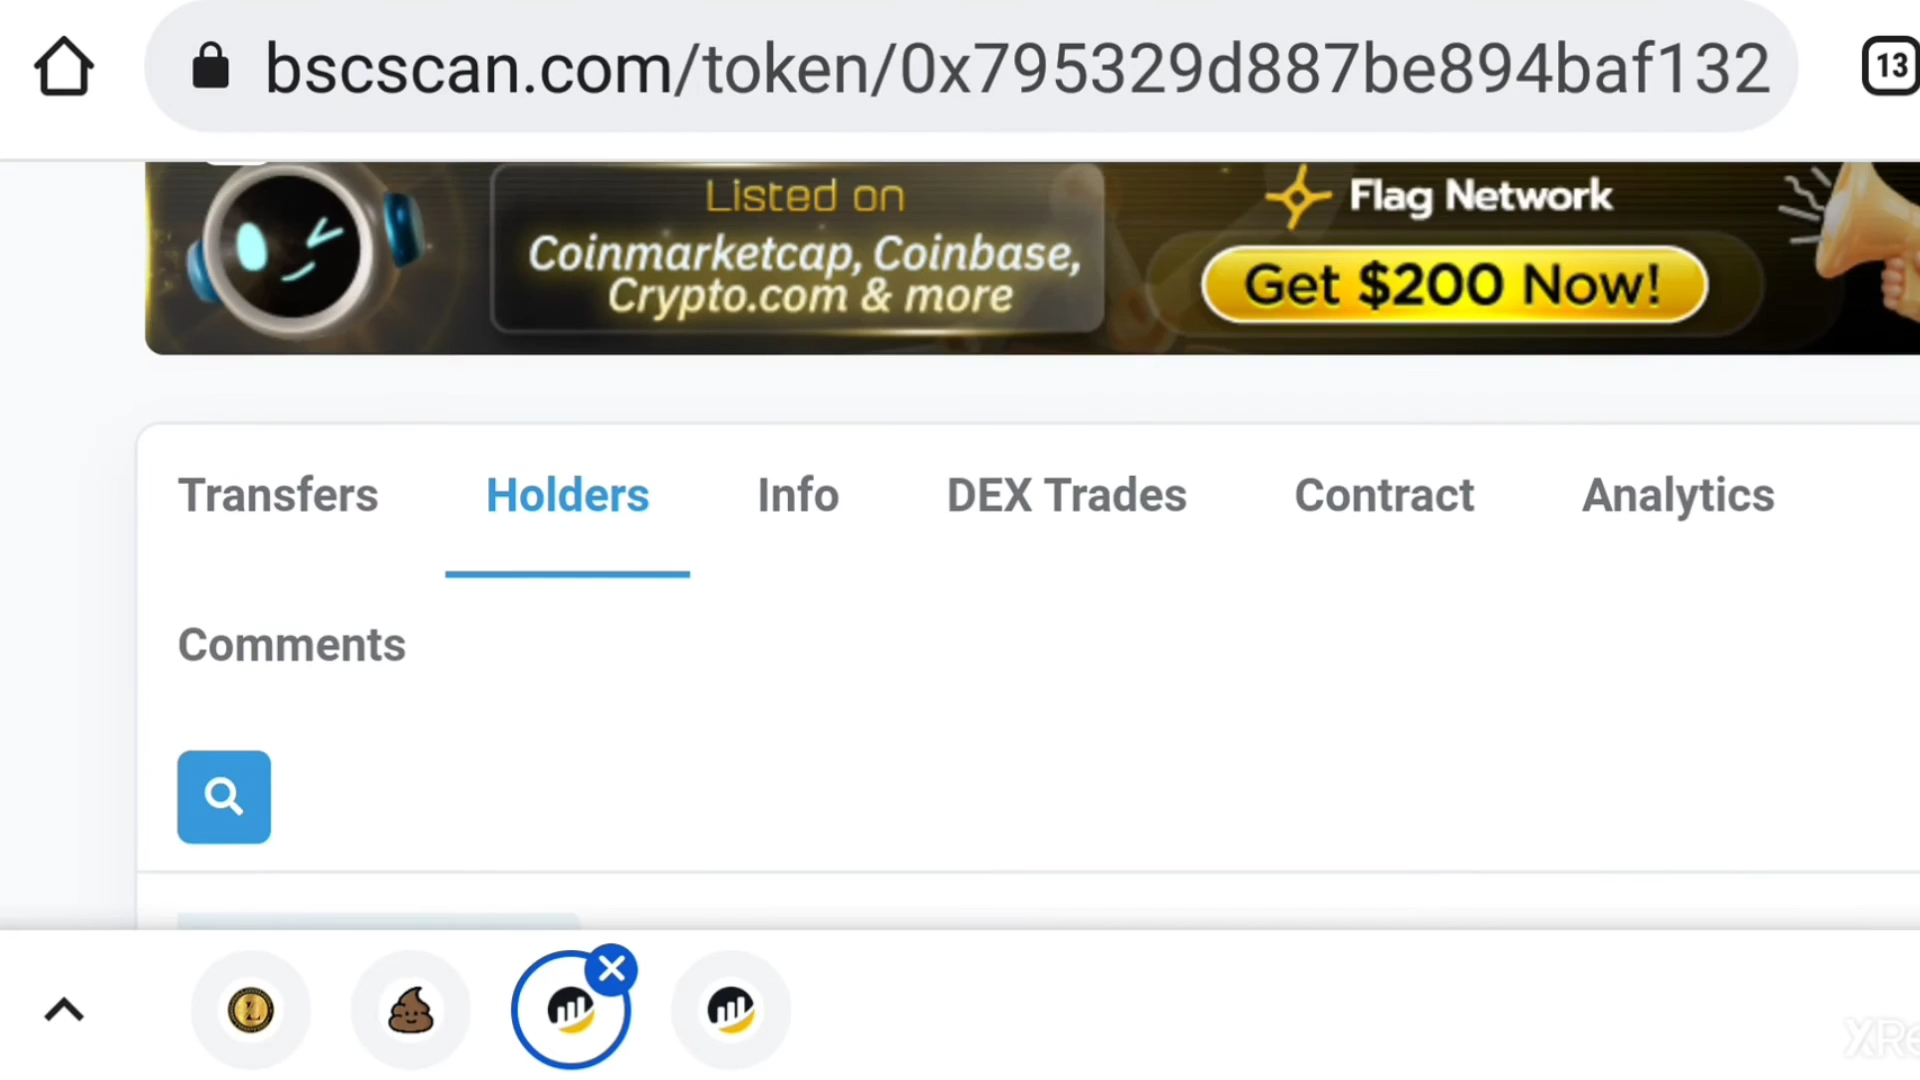 bscscan.com/token/0x795329d887be894baf132
13
Listed on
Coinmarketcap, Coinbase,
Crypto.com & more
Flag Network
Get $200 Now!
Transfers Holders Info DEX Trades Contract Analytics
Comments